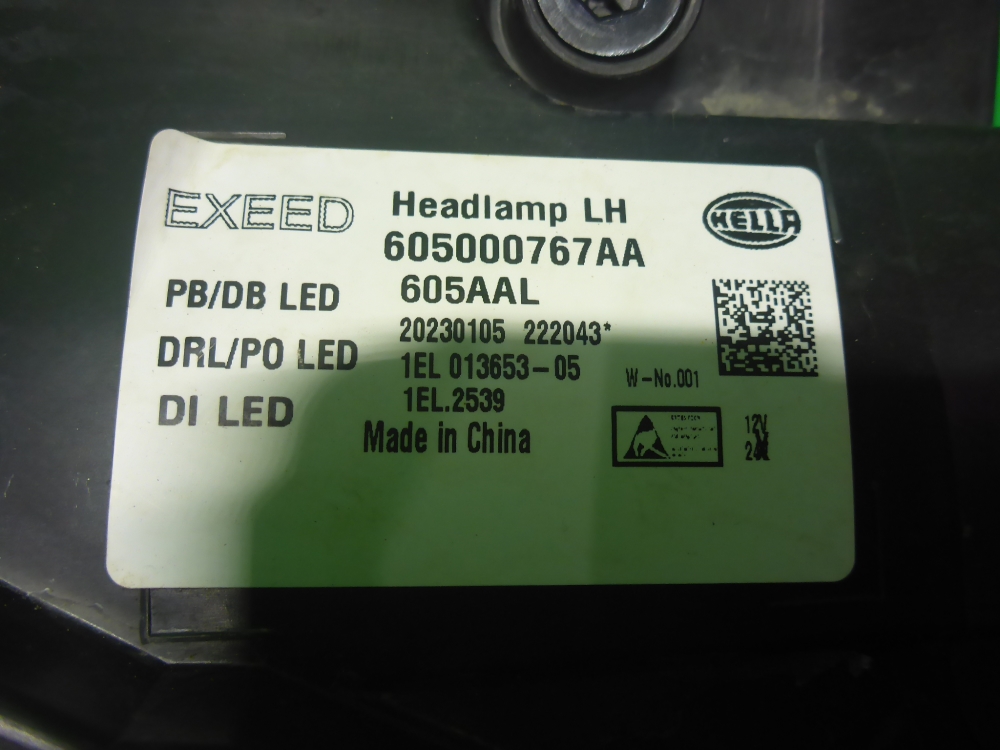 EXEED
Headlamp LH
HELLA
605000767AA
PB/DB LED
605AAL
20230105 222043*
DRL/PO LED
1EL 013653-05
W-No.001
DI LED
1EL.2539
12V
Made in China